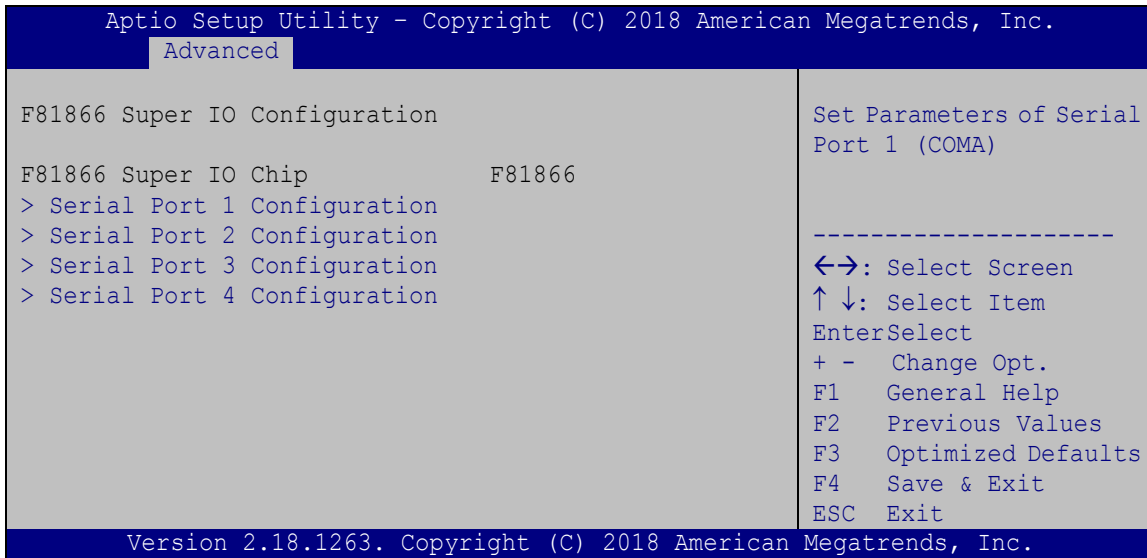 Aptio Setup Utility – Copyright (C) 2018 American Megatrends, Inc.
Advanced
F81866 Super IO Configuration
F81866 Super IO Chip F81866
> Serial Port 1 Configuration
> Serial Port 2 Configuration
> Serial Port 3 Configuration
> Serial Port 4 Configuration
Set Parameters of Serial
Port 1 (COMA)
---------------------
←→: Select Screen
↑ ↓: Select Item
EnterSelect
+ - Change Opt.
F1 General Help
F2 Previous Values
F3 Optimized Defaults
F4 Save & Exit
ESC Exit
Version 2.18.1263. Copyright (C) 2018 American Megatrends, Inc.